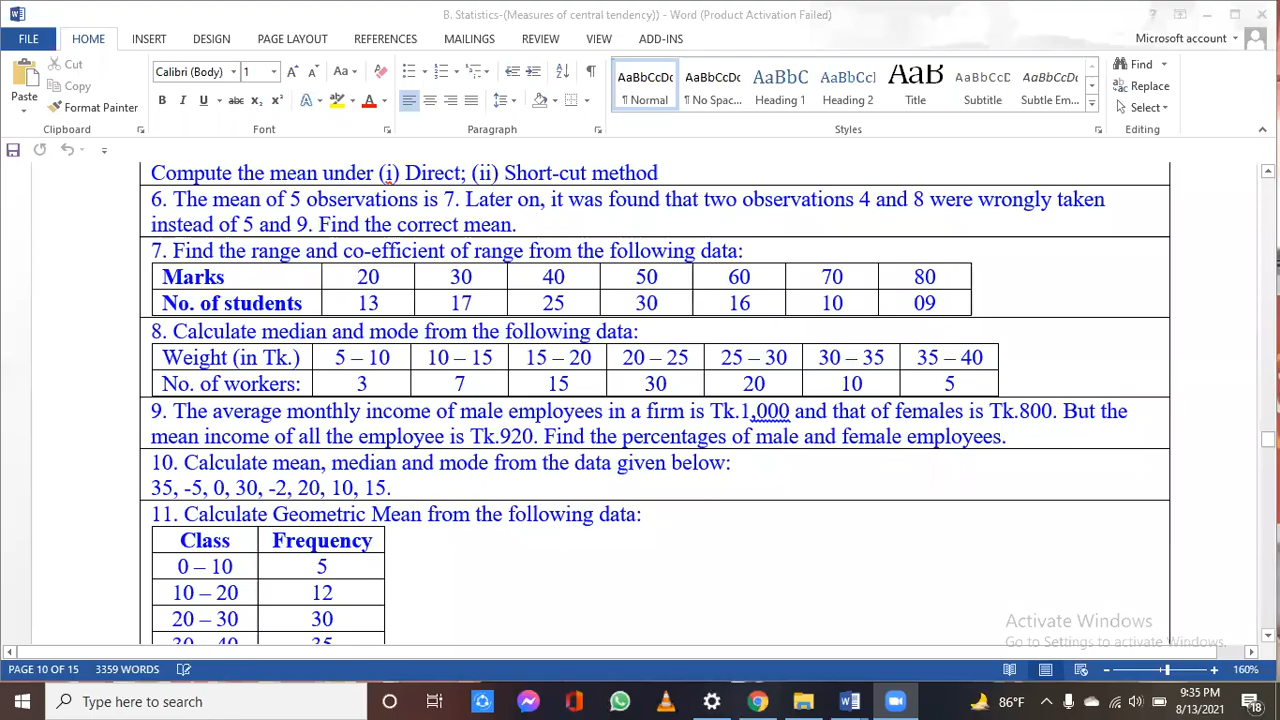 B. Statistics-(Measures of central tendency)) - Word (Product Activation Failed)
FILE HOME INSERT DESIGN PAGE LAYOUT REFERENCES MAILINGS REVIEW VIEW ADD-INS Microsoft account
Paste Cut Copy Format Painter
Calibri (Body) 1 Aa
B I U abc x₂ x² A A
AaBbCcDc AaBbCcDc AaBbC AaBbCcD AaB AaBbCcD AaBbCcD
¶ Normal ¶ No Spac... Heading 1 Heading 2 Title Subtitle Subtle Em...
Find Replace Select
Clipboard Font Paragraph Styles Editing
Compute the mean under (i) Direct; (ii) Short-cut method
6. The mean of 5 observations is 7. Later on, it was found that two observations 4 and 8 were wrongly taken
instead of 5 and 9. Find the correct mean.
7. Find the range and co-efficient of range from the following data:
Marks 20 30 40 50 60 70 80
No. of students 13 17 25 30 16 10 09
8. Calculate median and mode from the following data:
Weight (in Tk.) 5 – 10 10 – 15 15 – 20 20 – 25 25 – 30 30 – 35 35 – 40
No. of workers: 3 7 15 30 20 10 5
9. The average monthly income of male employees in a firm is Tk.1,000 and that of females is Tk.800. But the
mean income of all the employee is Tk.920. Find the percentages of male and female employees.
10. Calculate mean, median and mode from the data given below:
35, -5, 0, 30, -2, 20, 10, 15.
11. Calculate Geometric Mean from the following data:
Class Frequency
0 – 10 5
10 – 20 12
20 – 30 30
30 – 40 35
Activate Windows
Go to Settings to activate Windows.
PAGE 10 OF 15 3359 WORDS 160%
Type here to search 86°F 9:35 PM
8/13/2021 18